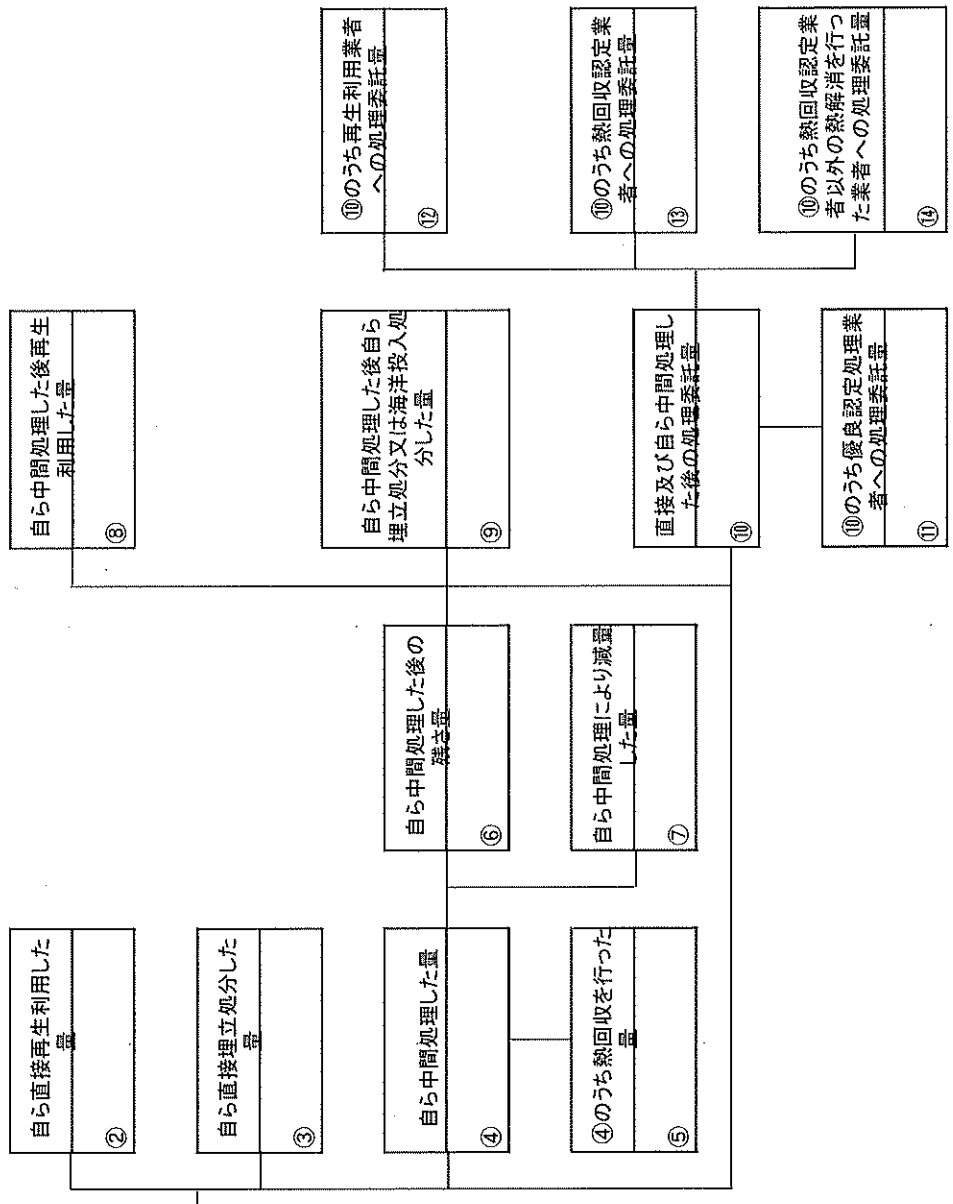 自ら直接再生利用した
量
②
自ら直接埋立処分した
量
③
自ら中間処理した量
④
④のうち熱回収を行った
量
⑤
自ら中間処理した後の
残さ量
⑥
自ら中間処理により減量
した量
⑦
自ら中間処理した後再生
利用した量
⑧
自ら中間処理した後自ら
埋立処分又は海洋投入処
分した量
⑨
直接及び自ら中間処理し
た後の処理委託量
⑩
⑩のうち優良認定処理業
者への処理委託量
⑪
⑩のうち再生利用業者
への処理委託量
⑫
⑩のうち熱回収認定業
者への処理委託量
⑬
⑩のうち熱回収認定業
者以外の熱解消を行っ
た業者への処理委託量
⑭